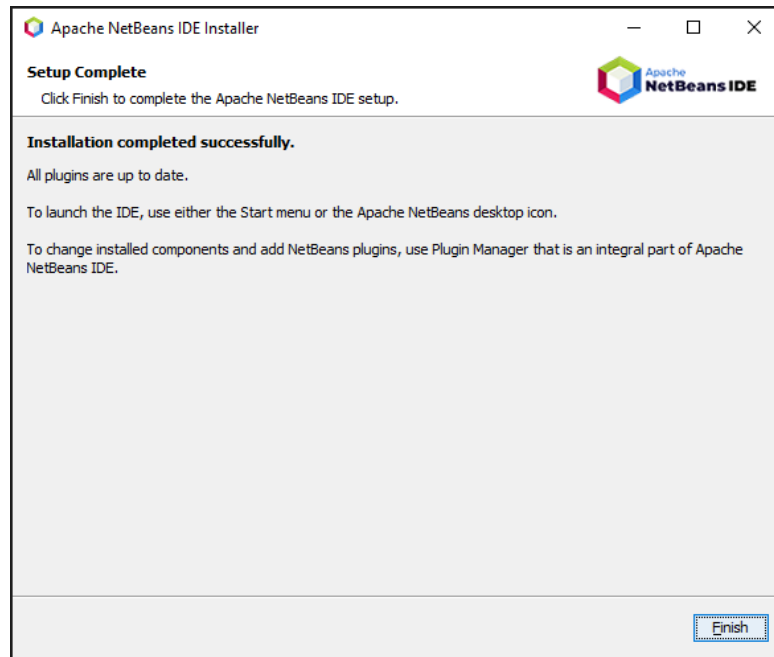 Apache NetBeans IDE Installer
Setup Complete
Click Finish to complete the Apache NetBeans IDE setup.
Apache
NetBeans IDE
Installation completed successfully.
All plugins are up to date.
To launch the IDE, use either the Start menu or the Apache NetBeans desktop icon.
To change installed components and add NetBeans plugins, use Plugin Manager that is an integral part of Apache
NetBeans IDE.
Finish